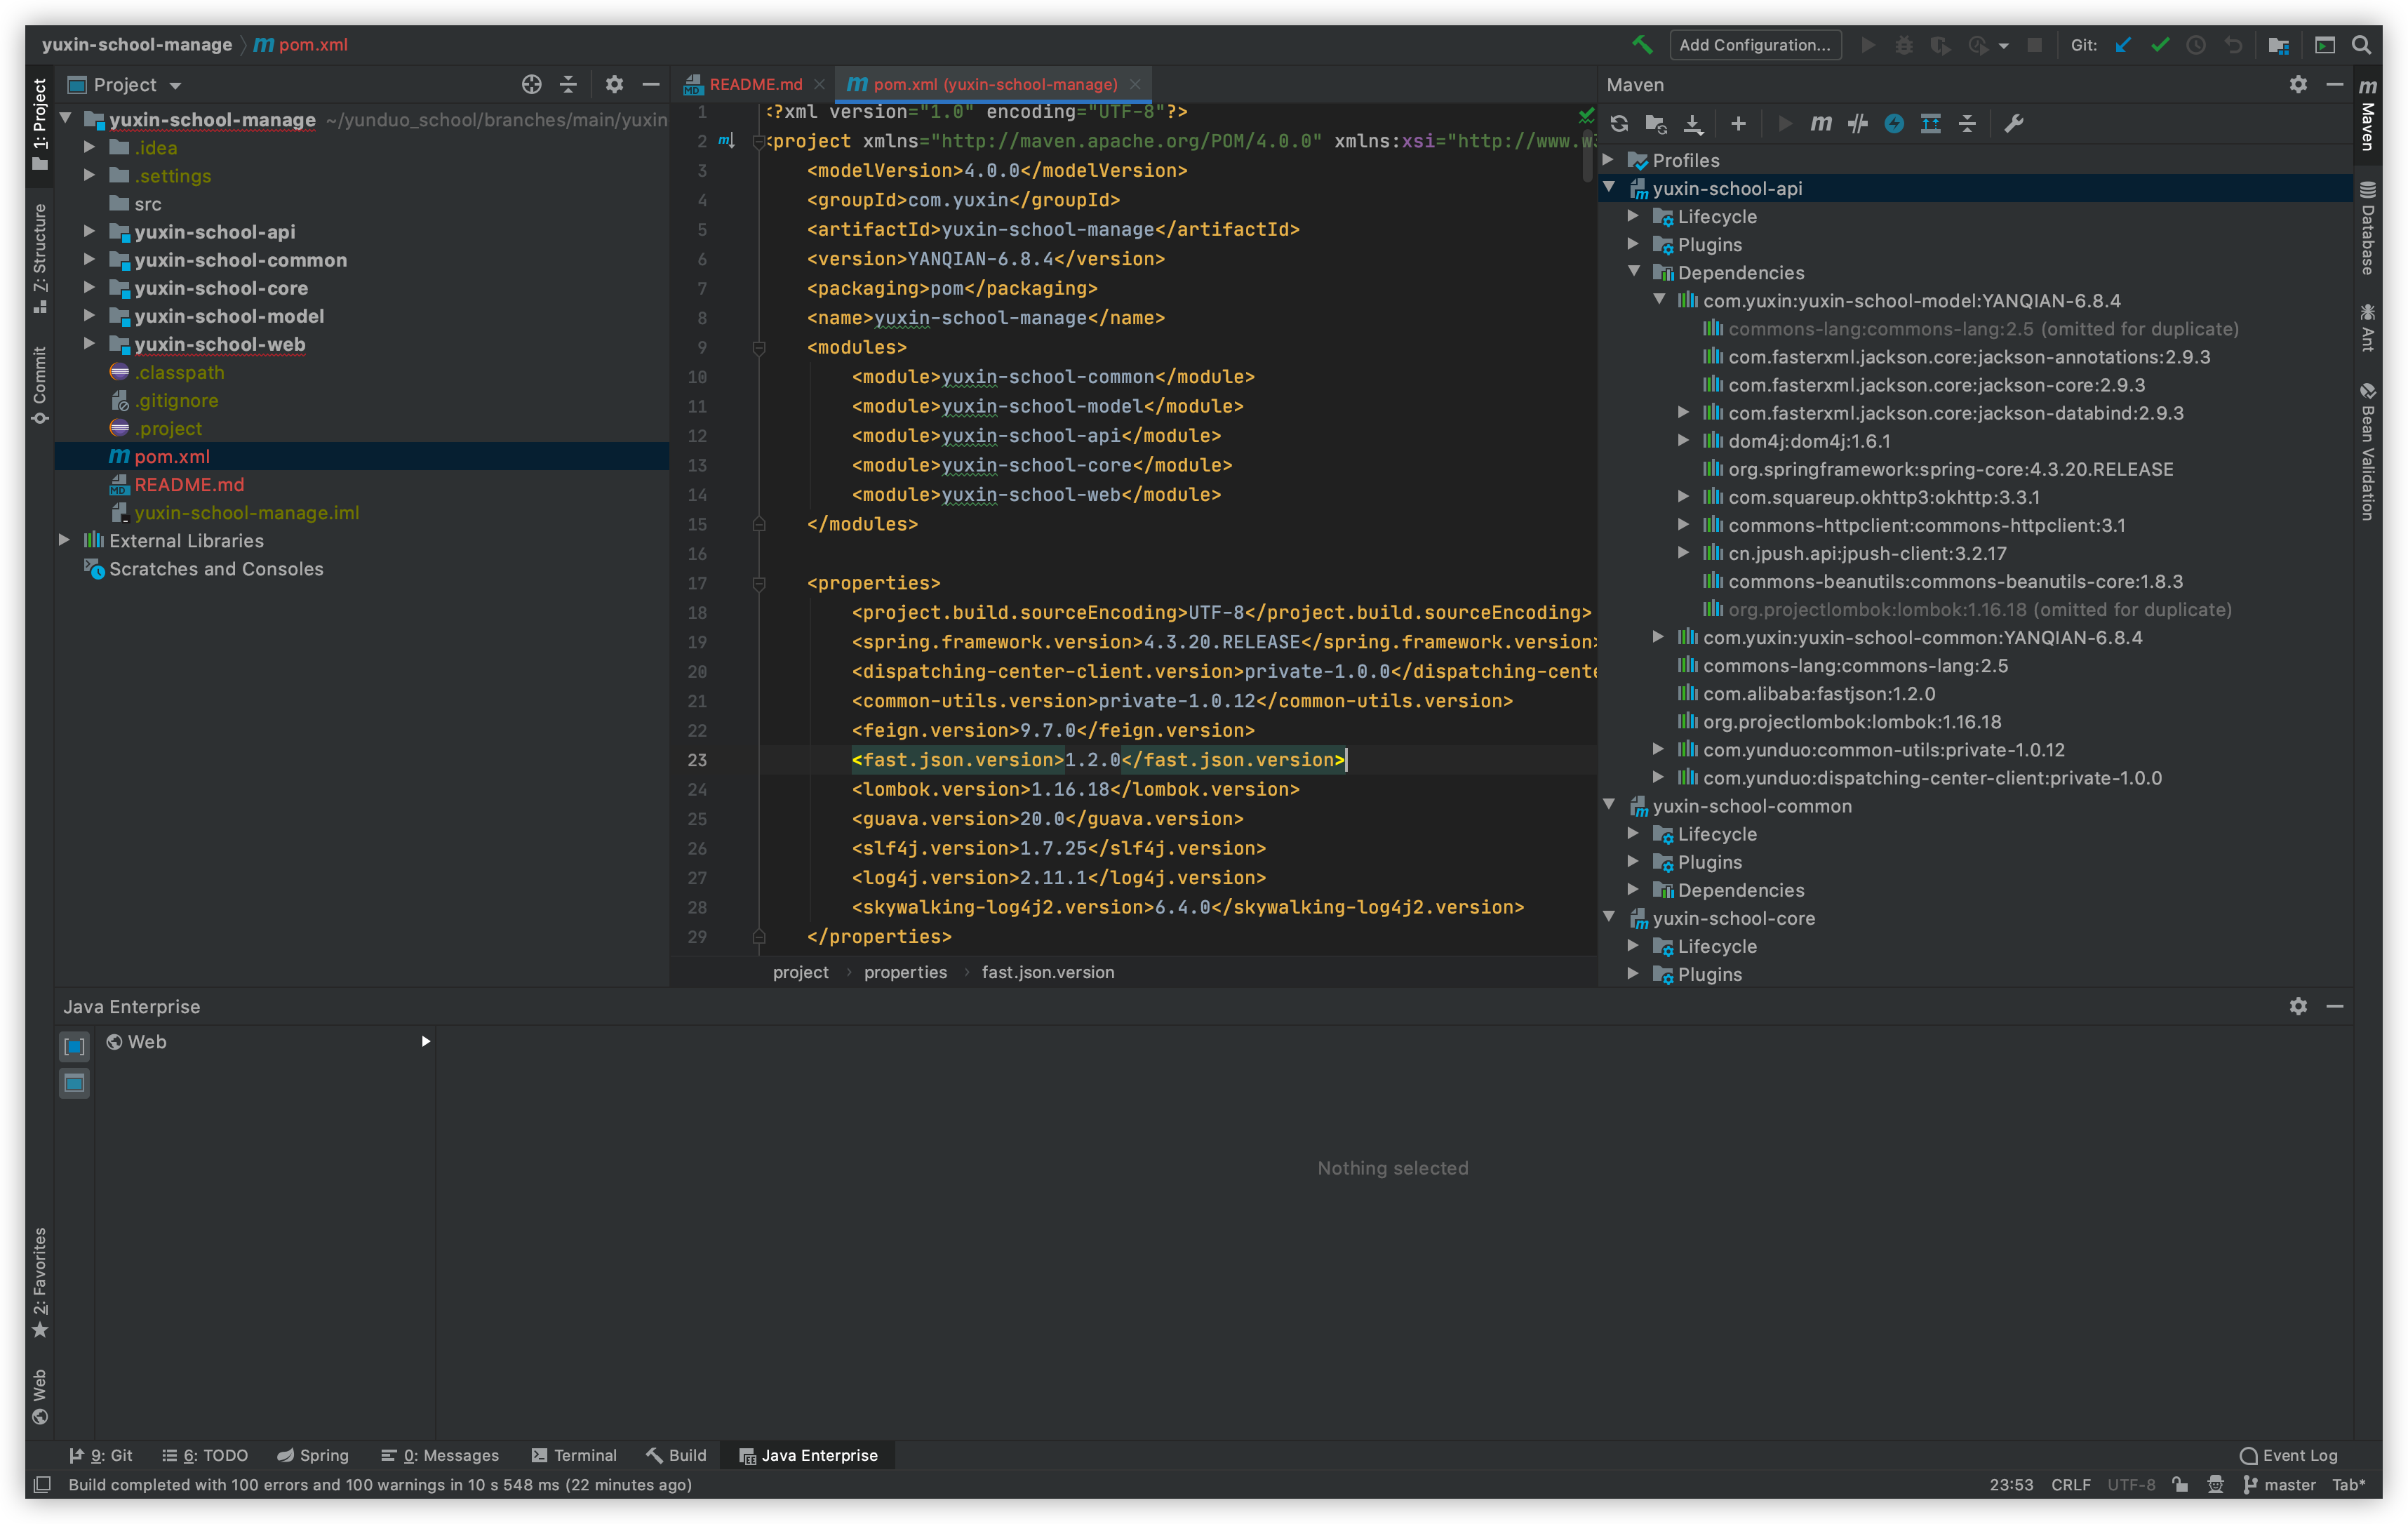 yuxin-school-manage
pom.xml
Add Configuration...
Git:
1: Project
7: Structure
Commit
2: Favorites
Web
Project
yuxin-school-manage ~/yunduo_school/branches/main/yuxin
.idea
.settings
src
yuxin-school-api
yuxin-school-common
yuxin-school-core
yuxin-school-model
yuxin-school-web
.classpath
.gitignore
.project
pom.xml
README.md
yuxin-school-manage.iml
External Libraries
Scratches and Consoles
README.md
pom.xml (yuxin-school-manage)
1 <?xml version="1.0" encoding="UTF-8"?>
2 <project xmlns="http://maven.apache.org/POM/4.0.0" xmlns:xsi="http://www.w3
3 <modelVersion>4.0.0</modelVersion>
4 <groupId>com.yuxin</groupId>
5 <artifactId>yuxin-school-manage</artifactId>
6 <version>YANQIAN-6.8.4</version>
7 <packaging>pom</packaging>
8 <name>yuxin-school-manage</name>
9 <modules>
10 <module>yuxin-school-common</module>
11 <module>yuxin-school-model</module>
12 <module>yuxin-school-api</module>
13 <module>yuxin-school-core</module>
14 <module>yuxin-school-web</module>
15 </modules>
16
17 <properties>
18 <project.build.sourceEncoding>UTF-8</project.build.sourceEncoding>
19 <spring.framework.version>4.3.20.RELEASE</spring.framework.version>
20 <dispatching-center-client.version>private-1.0.0</dispatching-cente
21 <common-utils.version>private-1.0.12</common-utils.version>
22 <feign.version>9.7.0</feign.version>
23 <fast.json.version>1.2.0</fast.json.version>
24 <lombok.version>1.16.18</lombok.version>
25 <guava.version>20.0</guava.version>
26 <slf4j.version>1.7.25</slf4j.version>
27 <log4j.version>2.11.1</log4j.version>
28 <skywalking-log4j2.version>6.4.0</skywalking-log4j2.version>
29 </properties>
project › properties › fast.json.version
Maven
Profiles
yuxin-school-api
Lifecycle
Plugins
Dependencies
com.yuxin:yuxin-school-model:YANQIAN-6.8.4
commons-lang:commons-lang:2.5 (omitted for duplicate)
com.fasterxml.jackson.core:jackson-annotations:2.9.3
com.fasterxml.jackson.core:jackson-core:2.9.3
com.fasterxml.jackson.core:jackson-databind:2.9.3
dom4j:dom4j:1.6.1
org.springframework:spring-core:4.3.20.RELEASE
com.squareup.okhttp3:okhttp:3.3.1
commons-httpclient:commons-httpclient:3.1
cn.jpush.api:jpush-client:3.2.17
commons-beanutils:commons-beanutils-core:1.8.3
org.projectlombok:lombok:1.16.18 (omitted for duplicate)
com.yuxin:yuxin-school-common:YANQIAN-6.8.4
commons-lang:commons-lang:2.5
com.alibaba:fastjson:1.2.0
org.projectlombok:lombok:1.16.18
com.yunduo:common-utils:private-1.0.12
com.yunduo:dispatching-center-client:private-1.0.0
yuxin-school-common
Lifecycle
Plugins
Dependencies
yuxin-school-core
Lifecycle
Plugins
Maven
Database
Ant
Bean Validation
Java Enterprise
Web
Nothing selected
9: Git
6: TODO
Spring
0: Messages
Terminal
Build
Java Enterprise
Event Log
Build completed with 100 errors and 100 warnings in 10 s 548 ms (22 minutes ago)
23:53 CRLF UTF-8 master Tab*